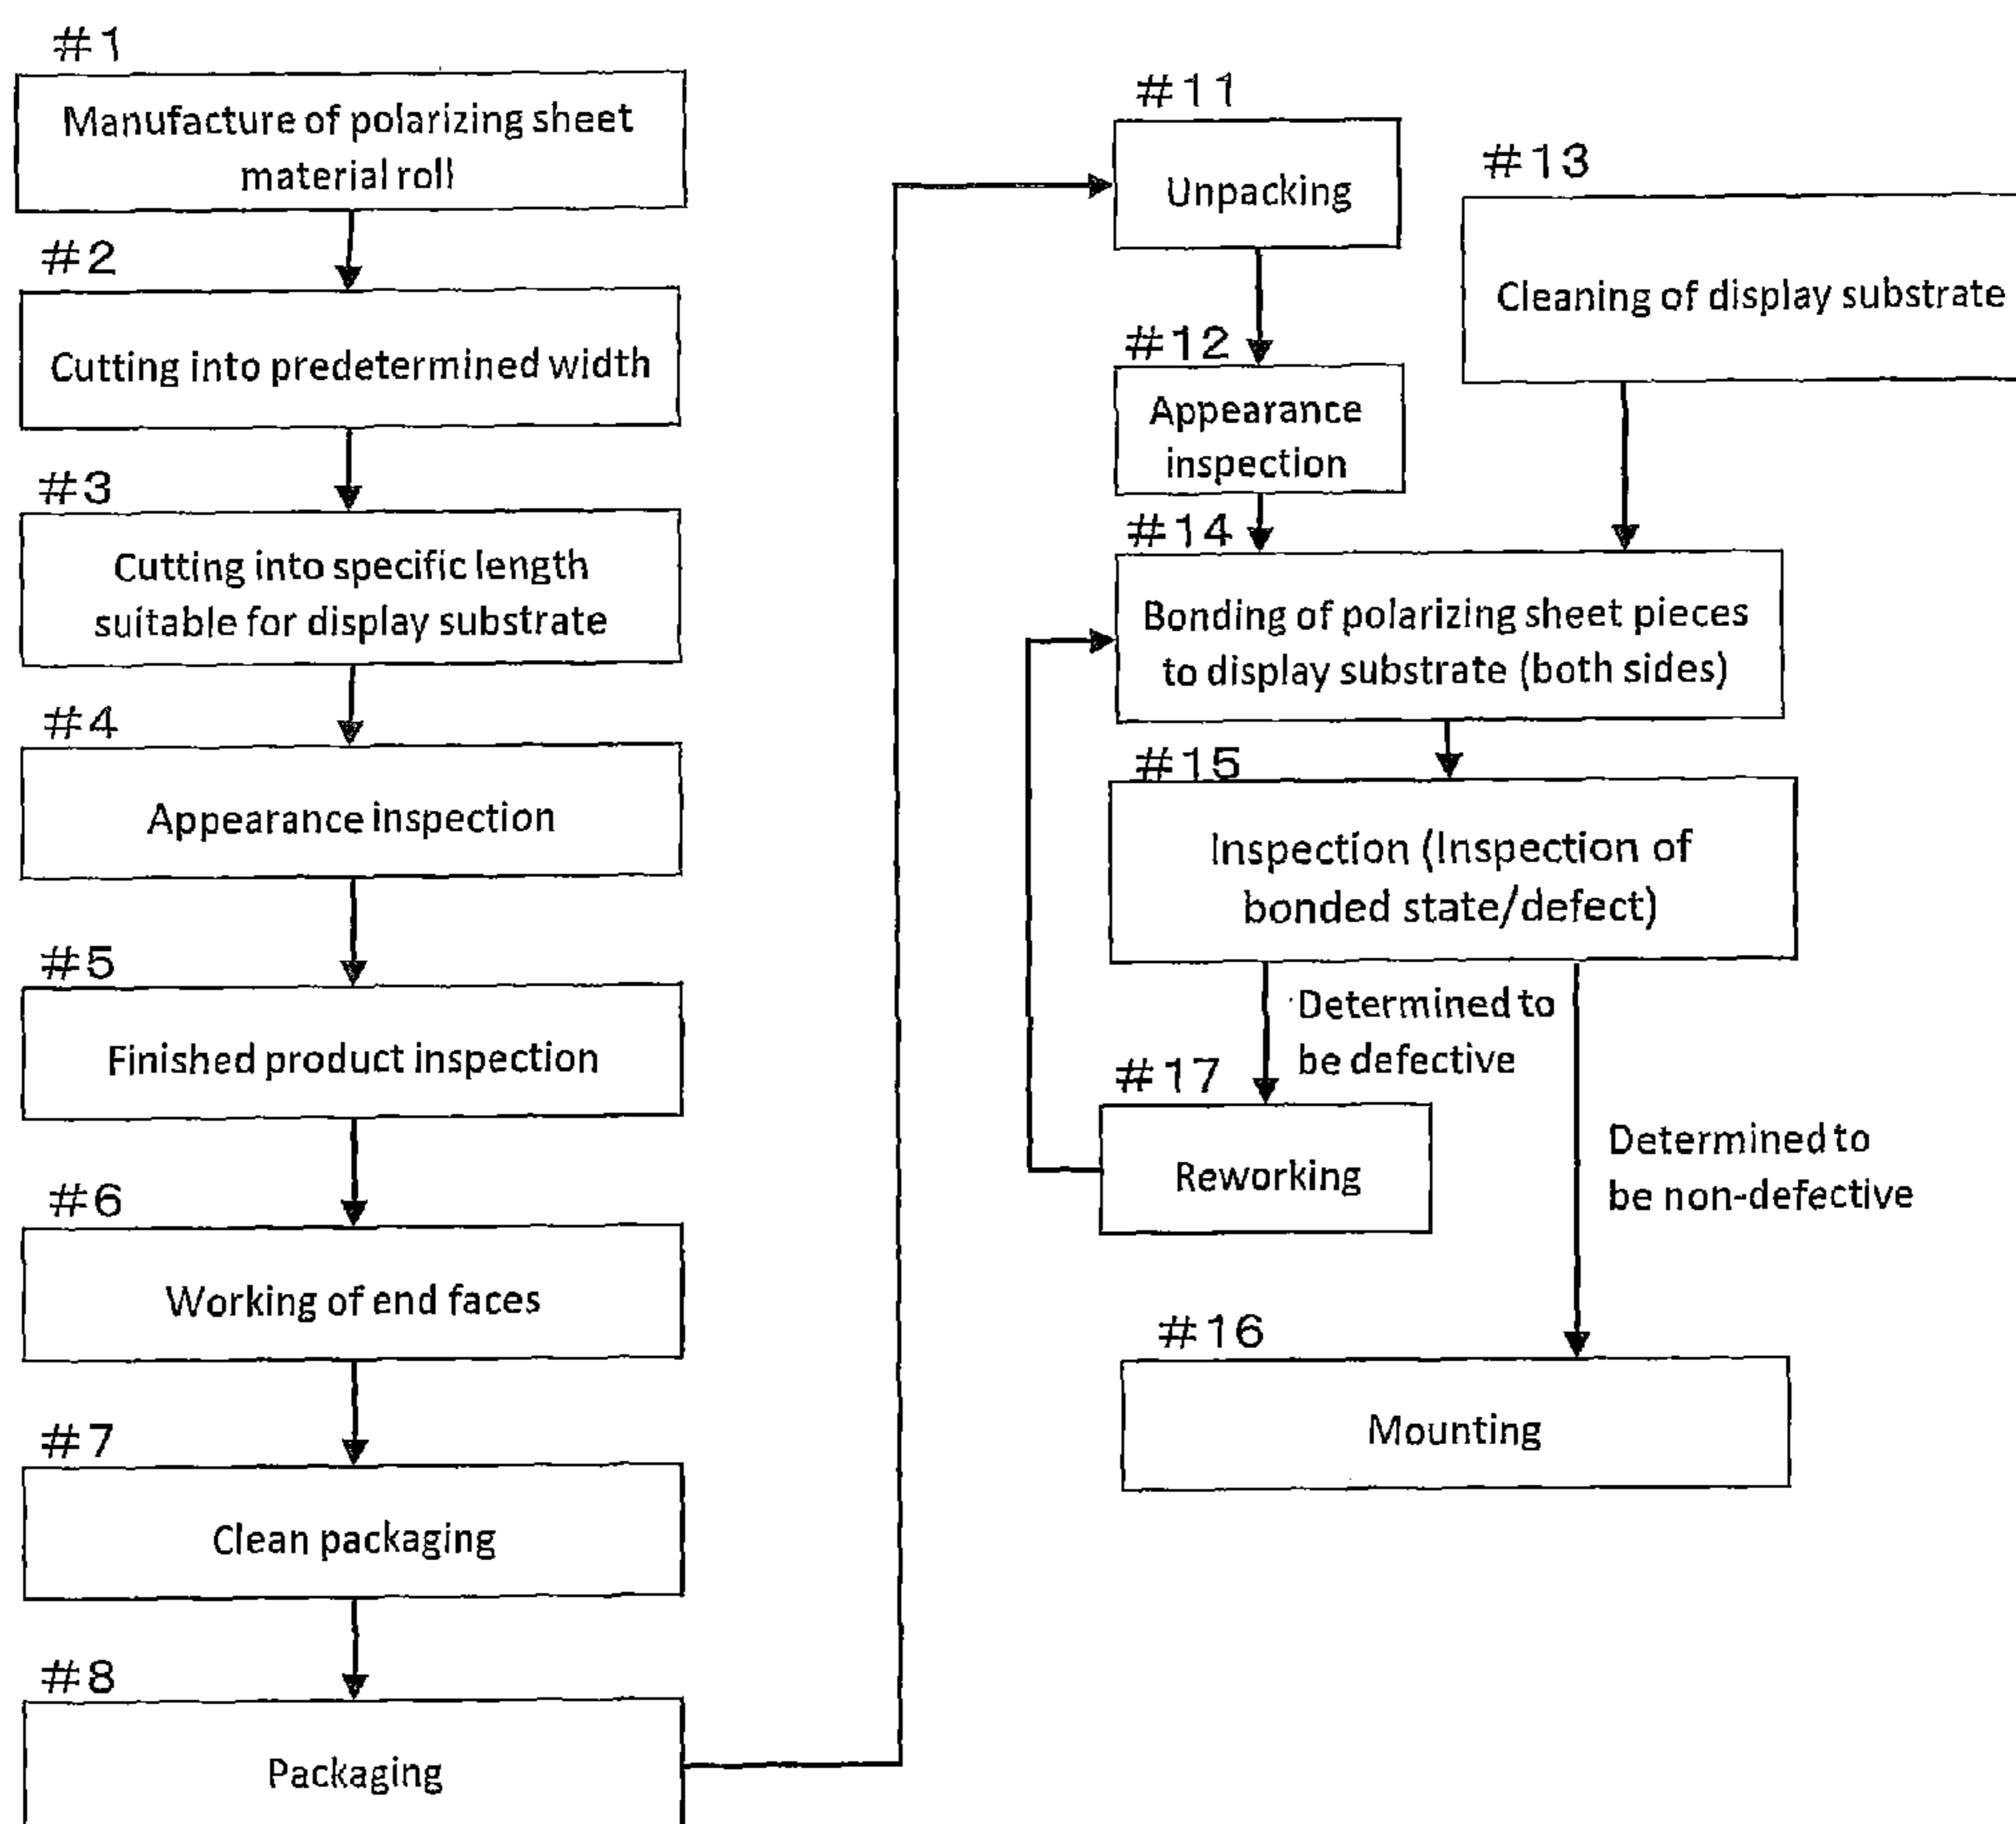 #1
Manufacture of polarizing sheet
material roll
#2
Cutting into predetermined width
#3
Cutting into specific length
suitable for display substrate
#4
Appearance inspection
#5
Finished product inspection
#6
Working of end faces
#7
Clean packaging
#8
Packaging
#11
Unpacking
#12
Appearance
inspection
#13
Cleaning of display substrate
#14
Bonding of polarizing sheet pieces
to display substrate (both sides)
#15
Inspection (Inspection of
bonded state/defect)
Determined to
be defective
#17
Reworking
Determined to
be non-defective
#16
Mounting